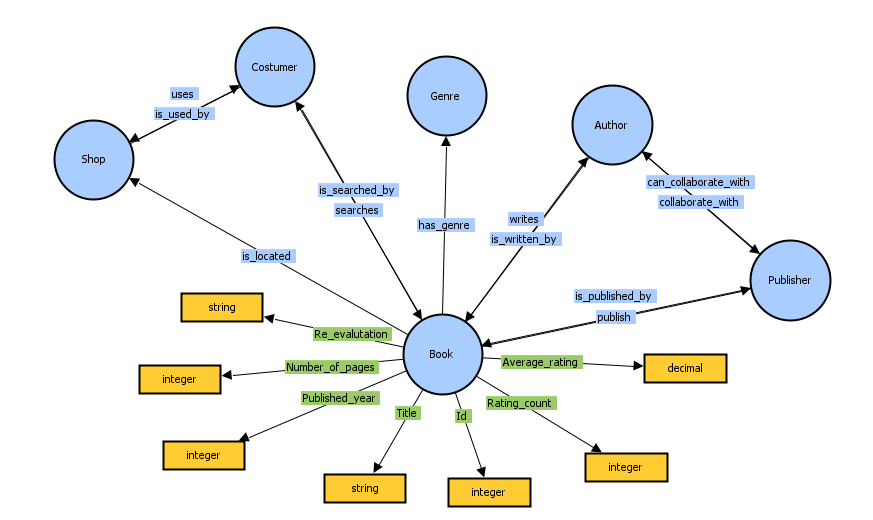 Costumer
Genre
uses
is_used_by
Author
Shop
can_collaborate_with
is_searched_by
collaborate_with
searches
has_genre
writes
is_written_by
is_located
Publisher
is_published_by
string
publish
Re_evalutation
Book
Average_rating
Number_of_pages
decimal
integer
Published_year
Rating_count
Title
Id
integer
integer
string
integer